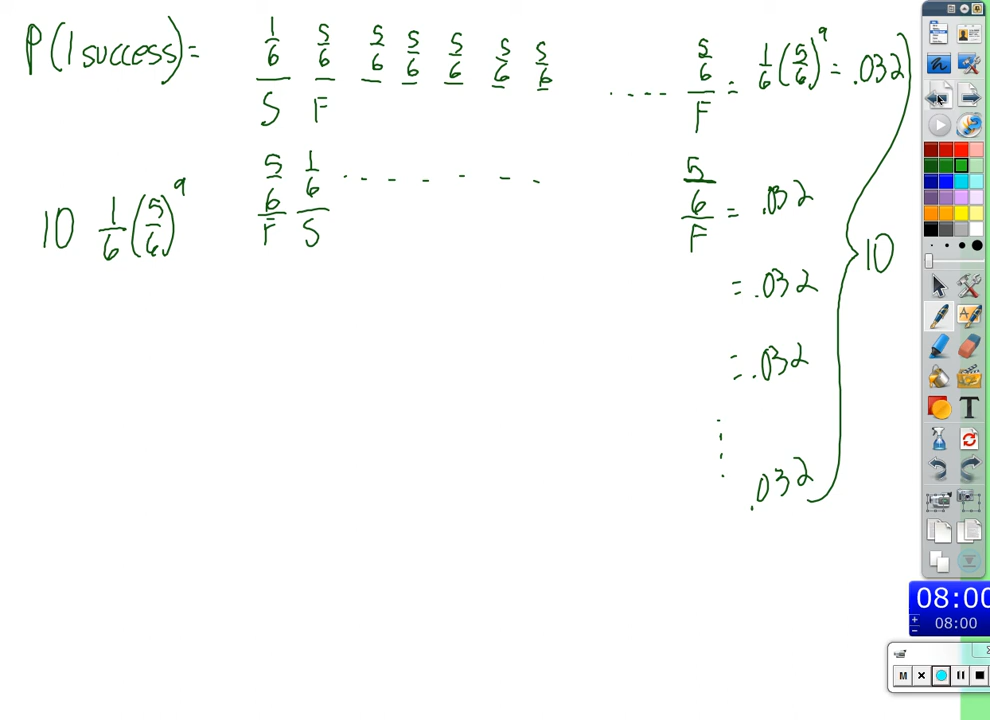 P(1 success) = 1/6 5/6 5/6 5/6 5/6 5/6 5/6 ..... 5/6 = 1/6 (5/6)^9 = .032
S F F
5/6 1/6 ....... 5/6 = .032
F S F
10 1/6 (5/6)^9
= .032
10
= .032
.032
T
A
08:00
08:00
M